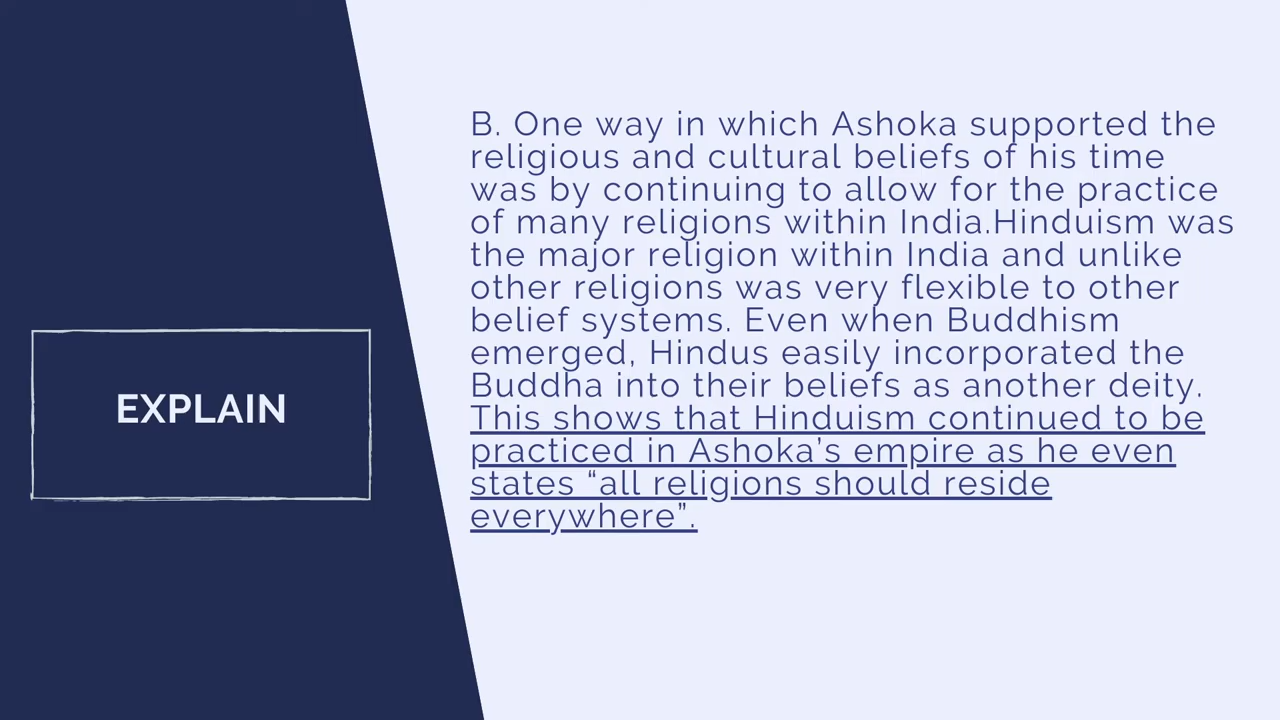 EXPLAIN
B. One way in which Ashoka supported the
religious and cultural beliefs of his time
was by continuing to allow for the practice
of many religions within India.Hinduism was
the major religion within India and unlike
other religions was very flexible to other
belief systems. Even when Buddhism
emerged, Hindus easily incorporated the
Buddha into their beliefs as another deity.
This shows that Hinduism continued to be
practiced in Ashoka’s empire as he even
states “all religions should reside
everywhere”.